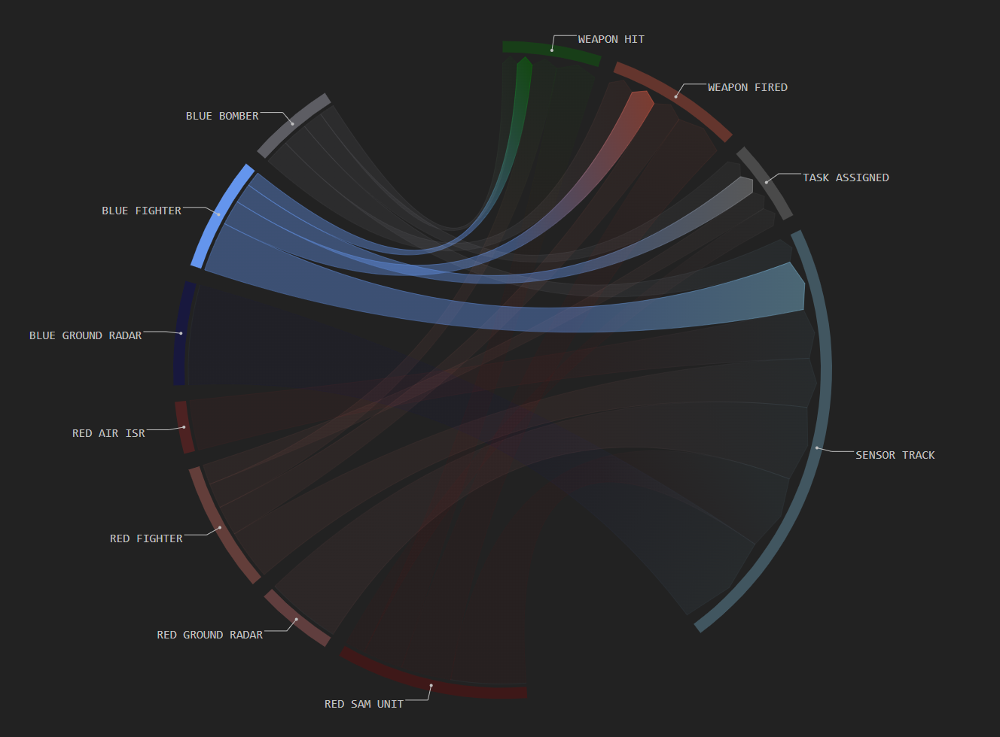 WEAPON HIT
WEAPON FIRED
BLUE BOMBER
TASK ASSIGNED
BLUE FIGHTER
BLUE GROUND RADAR
RED AIR ISR
SENSOR TRACK
RED FIGHTER
RED GROUND RADAR
RED SAM UNIT